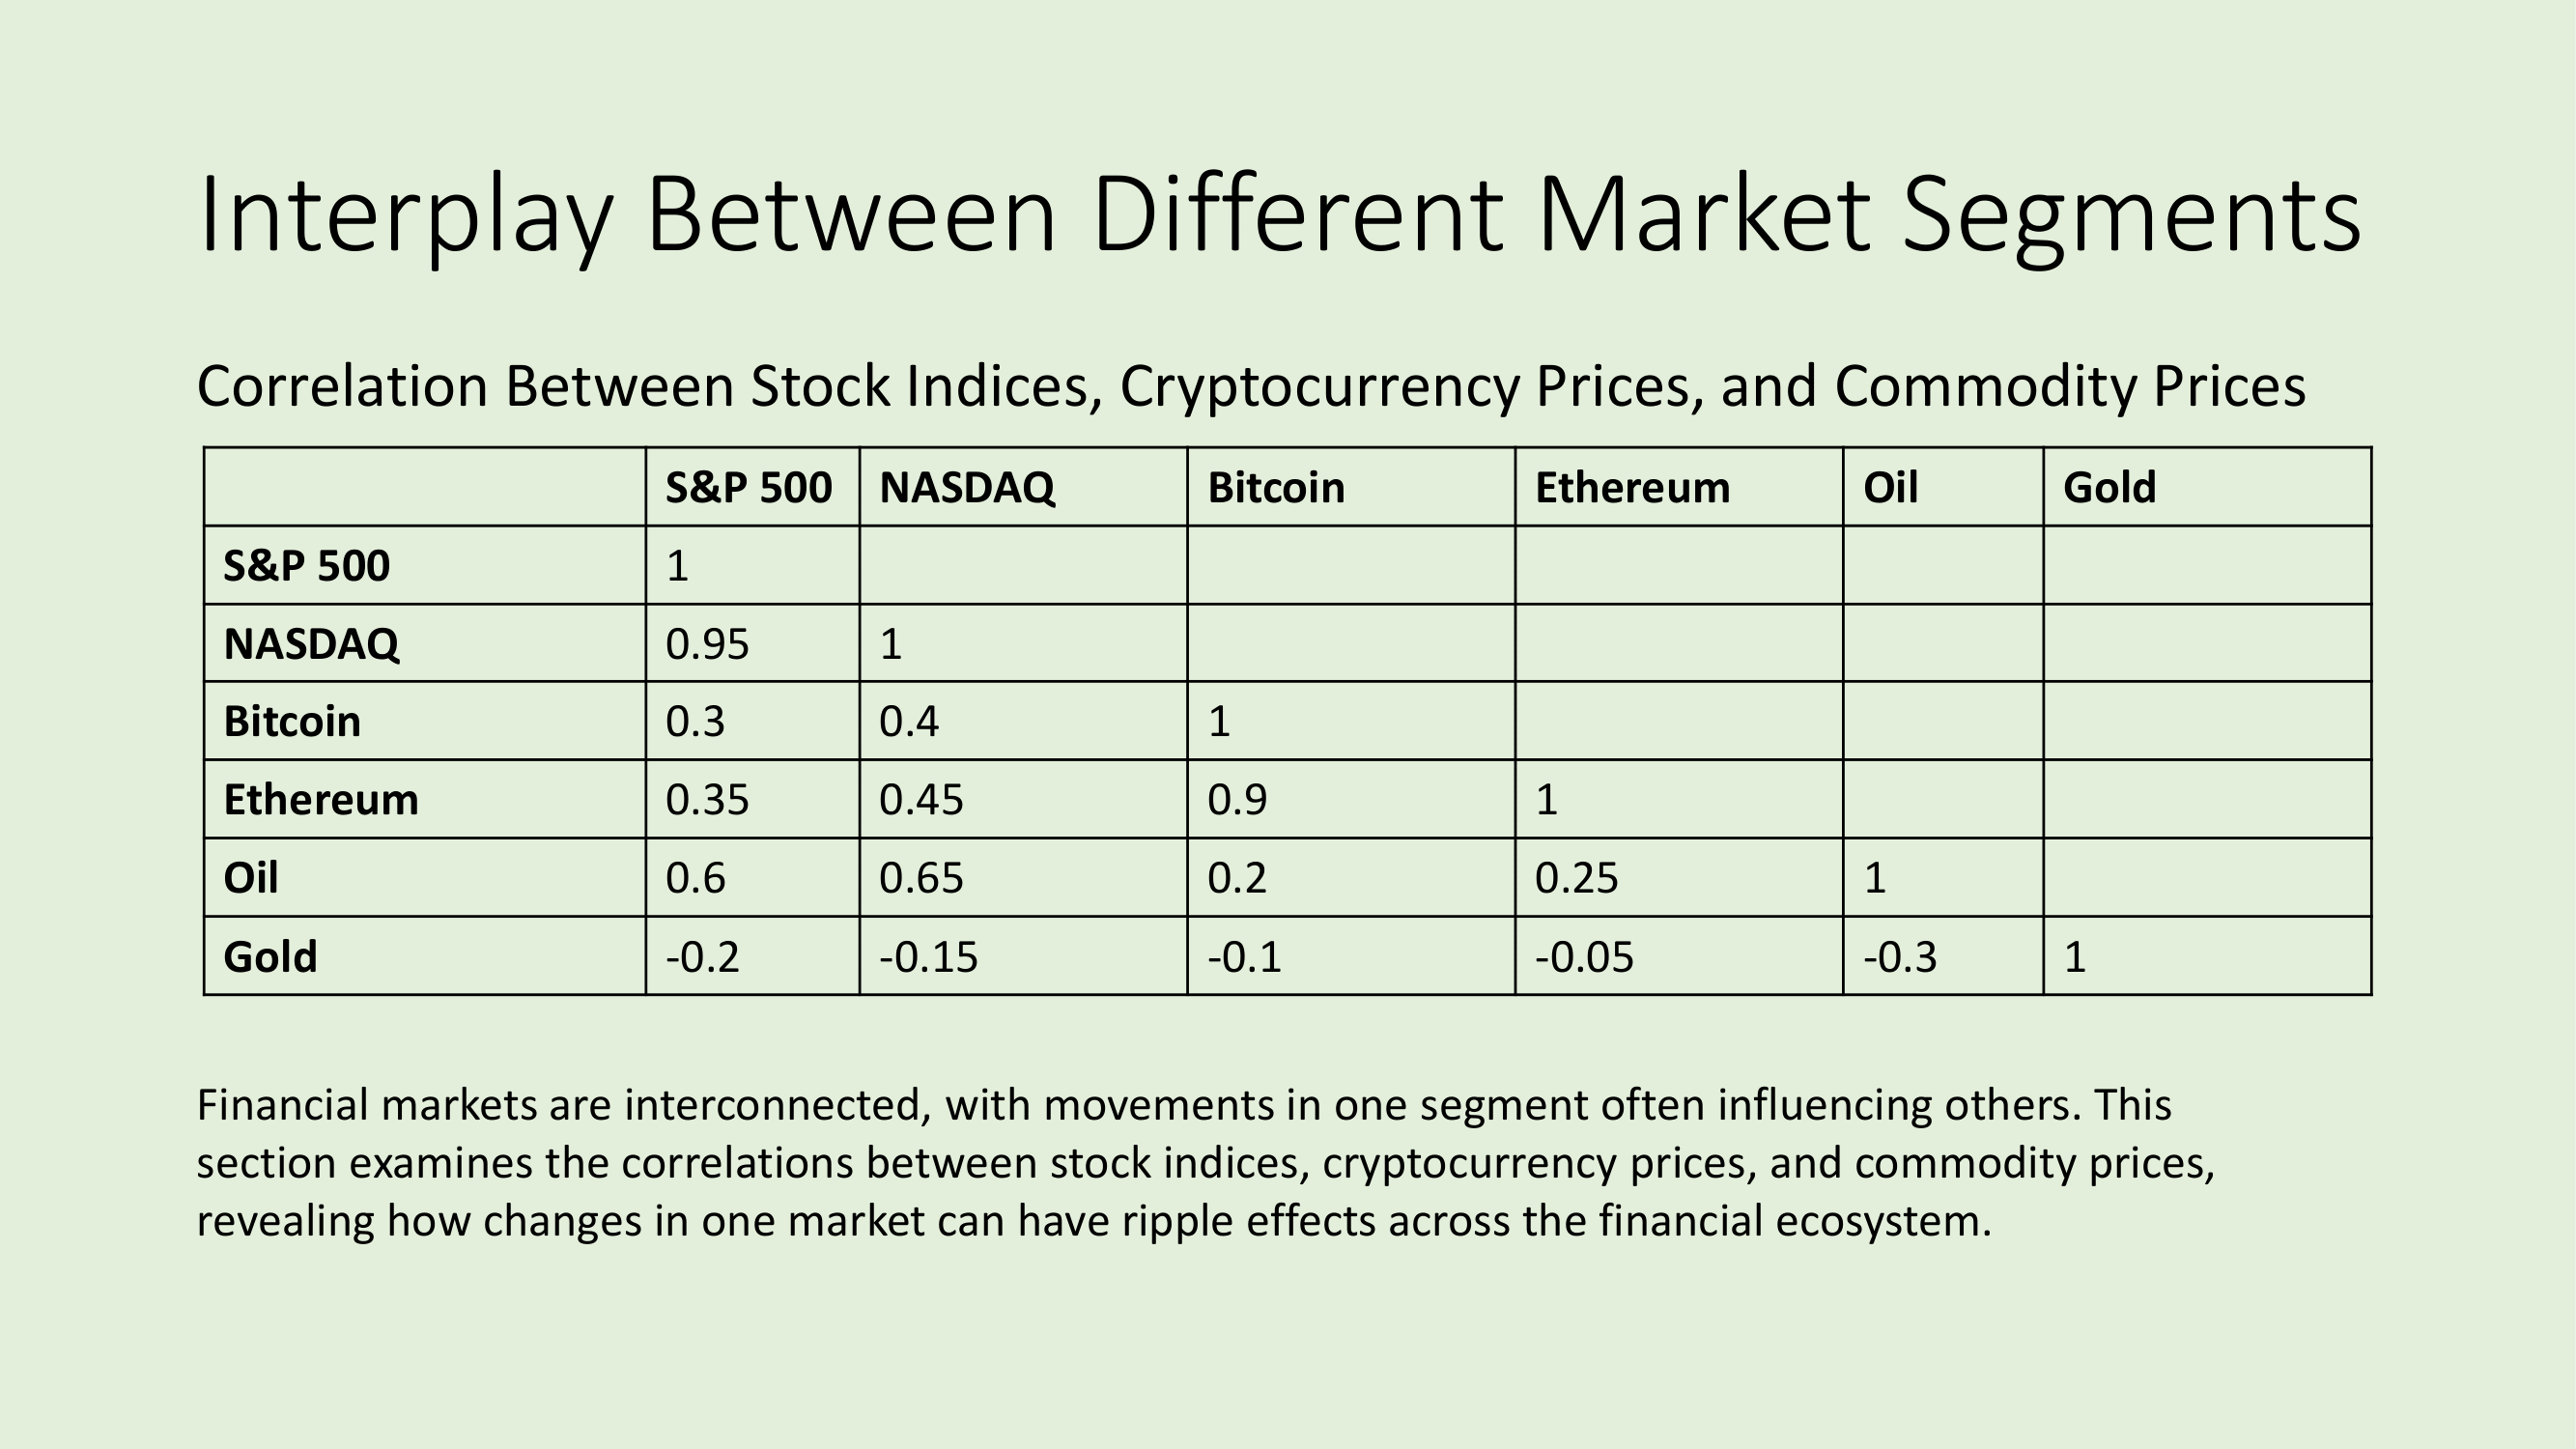 Interplay Between Different Market Segments
Correlation Between Stock Indices, Cryptocurrency Prices, and Commodity Prices
S&P 500 NASDAQ Bitcoin Ethereum Oil Gold
S&P 500 1
NASDAQ 0.95 1
Bitcoin 0.3 0.4 1
Ethereum 0.35 0.45 0.9 1
Oil 0.6 0.65 0.2 0.25 1
Gold -0.2 -0.15 -0.1 -0.05 -0.3 1
Financial markets are interconnected, with movements in one segment often influencing others. This
section examines the correlations between stock indices, cryptocurrency prices, and commodity prices,
revealing how changes in one market can have ripple effects across the financial ecosystem.